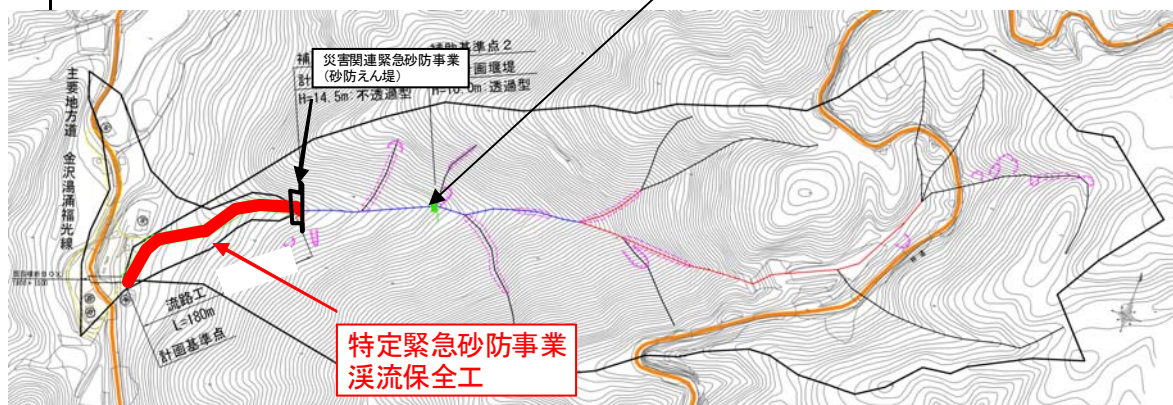 補助基準点2
補
災害関連緊急砂防事業
(砂防えん堤)
計
画堰堤
H=14.5m:不透過型
H=10.0m:透過型
主要地方道 金沢湯涌福光線
流路工
L=180m
計画基準点
特定緊急砂防事業
渓流保全工